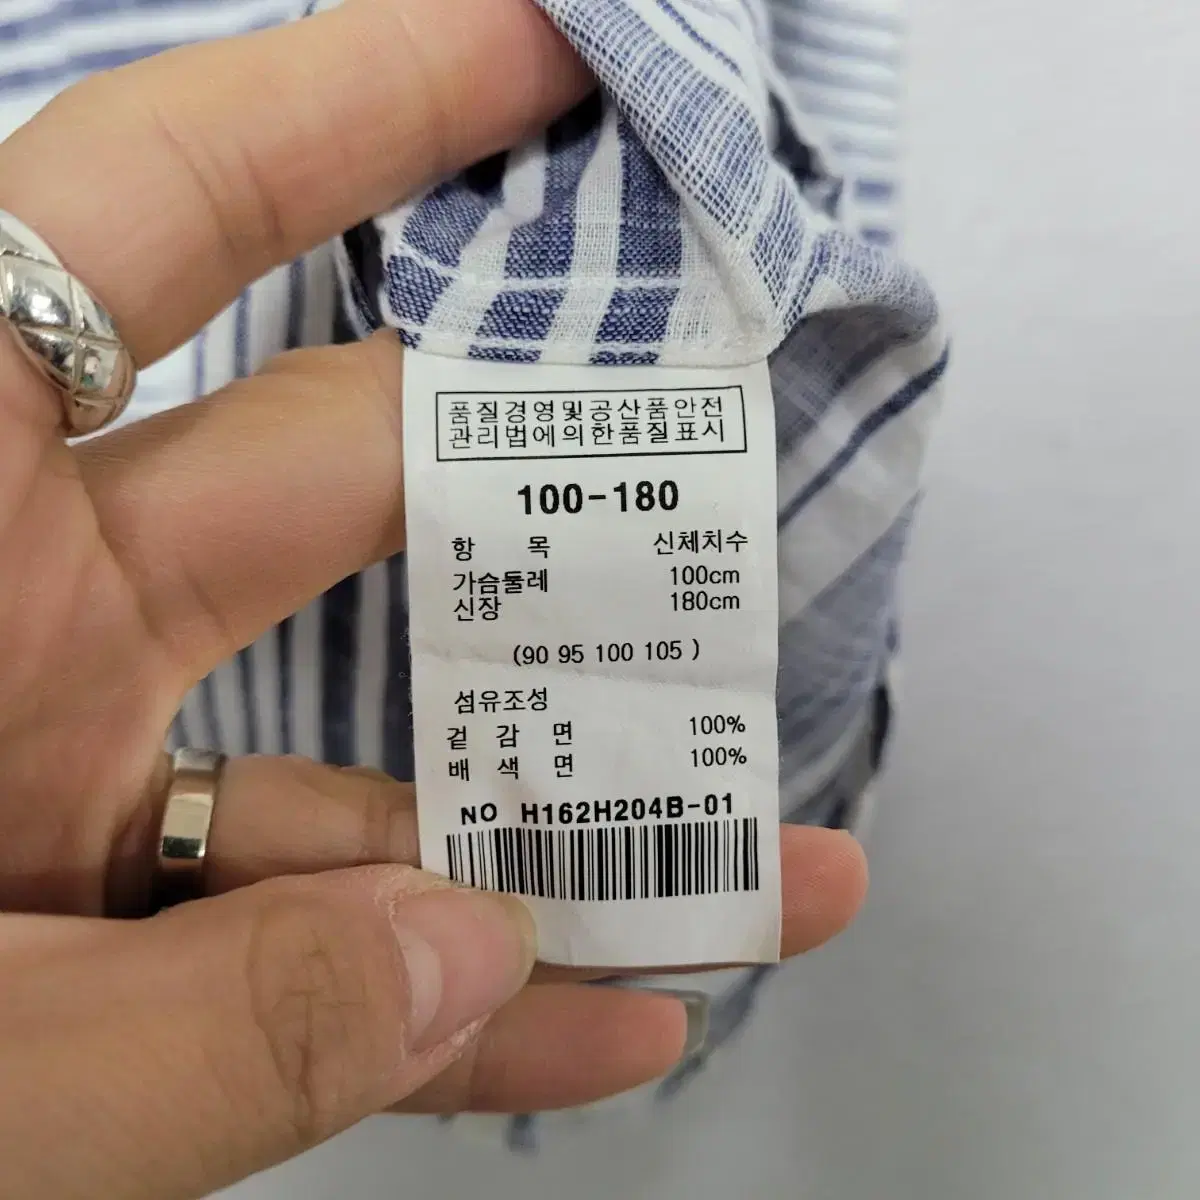 품질경영및공산품안전
관리법에의한품질표시
100-180
항 목 신체치수
가슴둘레 100cm
신장 180cm
(90 95 100 105 )
섬유조성
겉 감 면 100%
배 색 면 100%
NO H162H204B-01